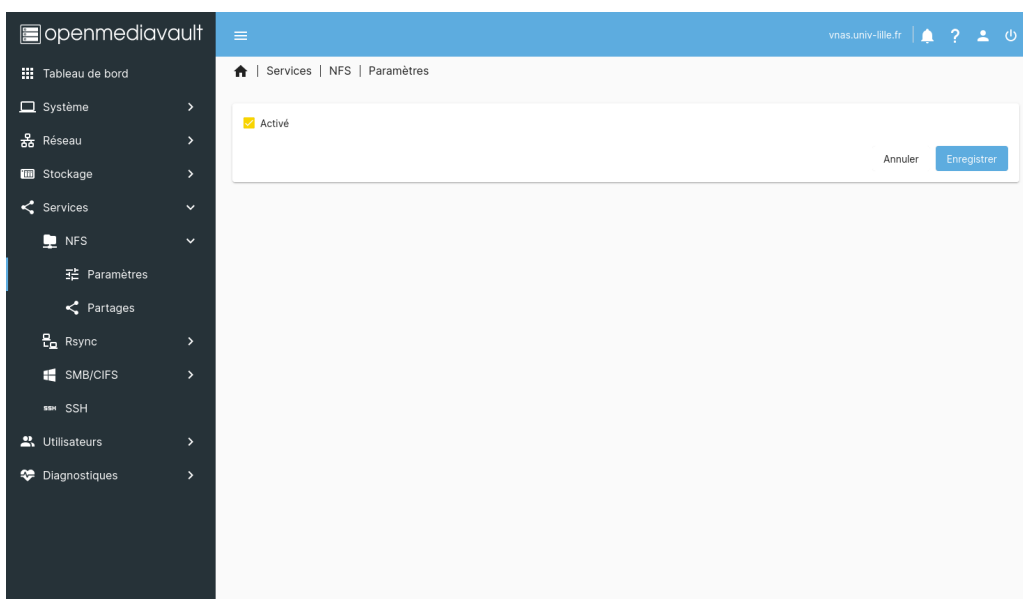 openmediavault
vnas.univ-lille.fr
Tableau de bord
Système
Réseau
Stockage
Services
NFS
Paramètres
Partages
Rsync
SMB/CIFS
SSH SSH
Utilisateurs
Diagnostiques
| Services | NFS | Paramètres
Activé
Annuler Enregistrer